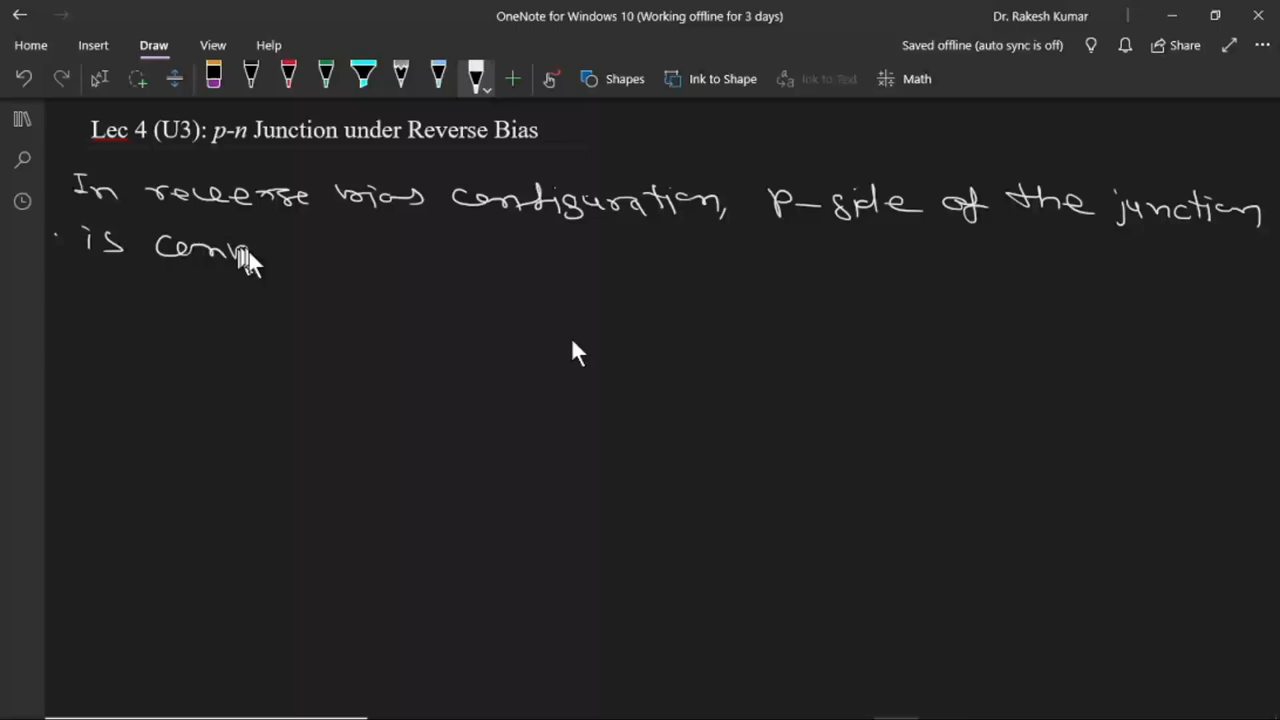 OneNote for Windows 10 (Working offline for 3 days)
Dr. Rakesh Kumar
Home Insert Draw View Help
Saved offline (auto sync is off)
Share
Shapes
Ink to Shape
Ink to Text
Math
Lec 4 (U3): p-n Junction under Reverse Bias
In reverse bias configuration, p-side of the junction
is